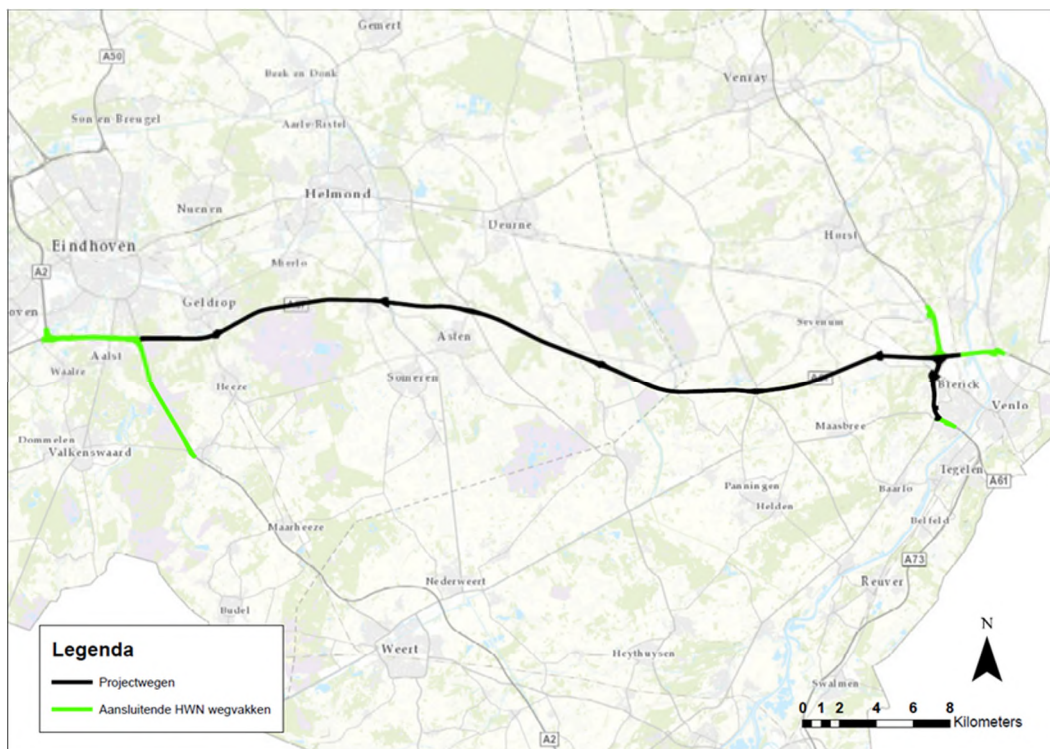 Gemert
A50
Beek en Donk
Venray
Son en Breugel
Aarle-Rixtel
Helmond
Nuenen
Deurne
Eindhoven
Horst
A2
Mierlo
oven
Geldrop
Sevenum
Asten
Aalst
Waalre
Heeze
Someren
Blerick
Venlo
Dommelen
Maasbree
Valkenswaard
Tegelen
A61
Panningen
Baarlo
Helden
Maarheeze
Belfeld
A73
Nederweert
Reuver
Budel
N
Legenda
Weert
Heythuysen
Projectwegen
Swalmen
Aansluitende HWN wegvakken
0 1 2 4 6 8
Kilometers
A2